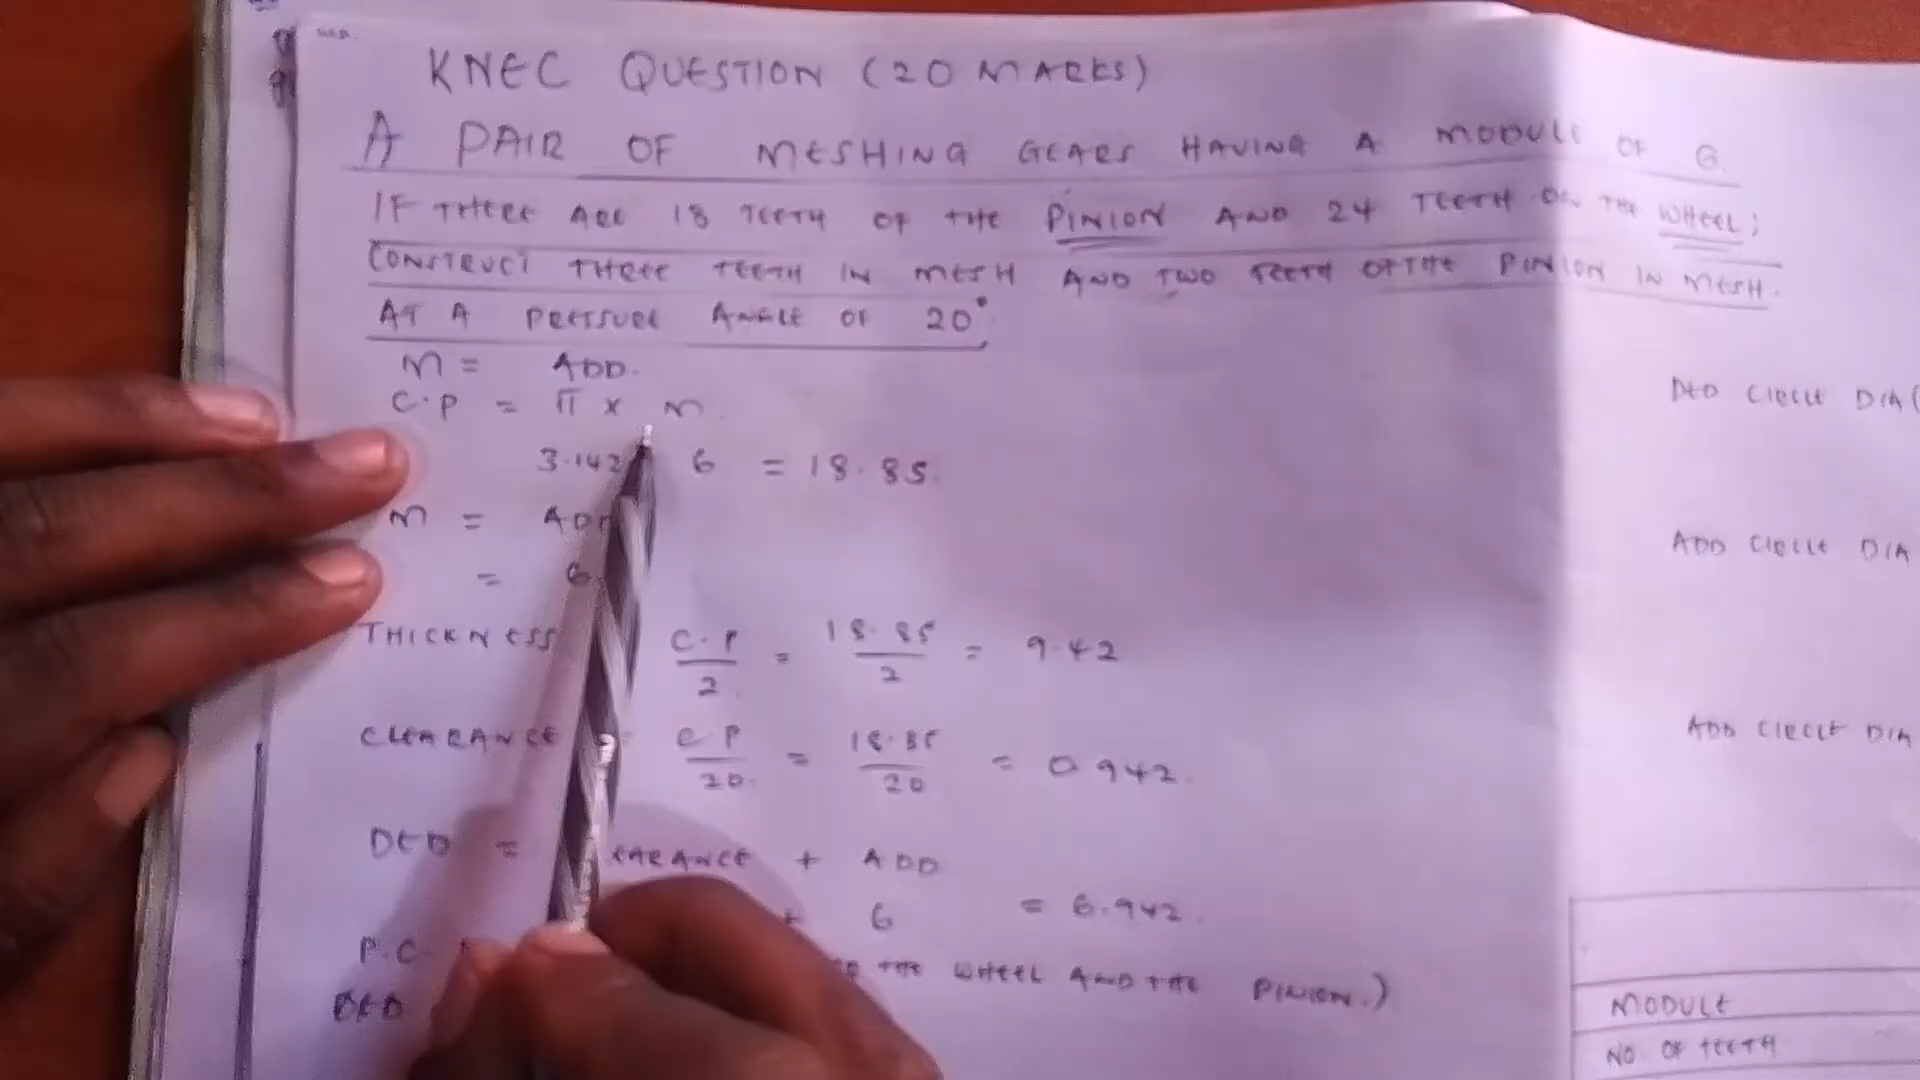 KNEC QUESTION (20 MARKS)
A PAIR OF MESHING GEARS HAVING A MODULE OF 6.
IF THERE ARE 18 TEETH OF THE PINION AND 24 TEETH ON THE WHEEL;
CONSTRUCT THREE TEETH IN MESH AND TWO TEETH OF THE PINION IN MESH.
AT A PRESSURE ANGLE OF 20°.
M = ADD.
C.P = π x M.
3.142 6 = 18.85.
M = ADD
= 6.
THICKNESS C.P/2 = 18.85/2 = 9.42
CLEARANCE = C.P/20. = 18.85/20 = 0.942.
DED = EARANCE + ADD
+ 6 = 6.942.
P.C. THE WHEEL AND THE PINION.)
DED
DED CIRCLE DIA (
ADD CIRCLE DIA
ADD CIRCLE DIA
MODULE
NO. OF TEETH